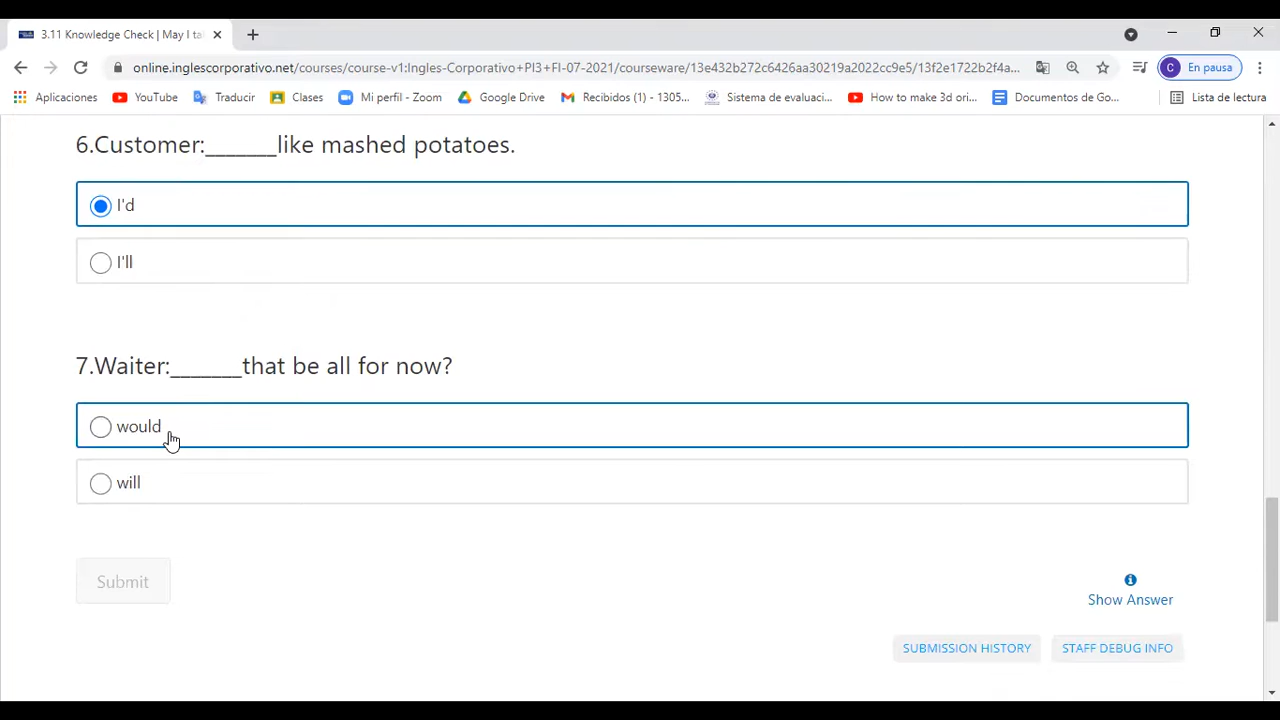 3.11 Knowledge Check | May I ta
online.inglescorporativo.net/courses/course-v1:Ingles-Corporativo+PI3+FI-07-2021/courseware/13e432b272c6426aa30219a2022cc9e5/13f2e1722b2f4a...
C En pausa
Aplicaciones YouTube Traducir Clases Mi perfil - Zoom Google Drive Recibidos (1) - 1305... Sistema de evaluaci... How to make 3d ori... Documentos de Go... Lista de lectura
6.Customer:_______like mashed potatoes.
I'd
I'll
7.Waiter:_______that be all for now?
would
will
Submit
Show Answer
SUBMISSION HISTORY STAFF DEBUG INFO